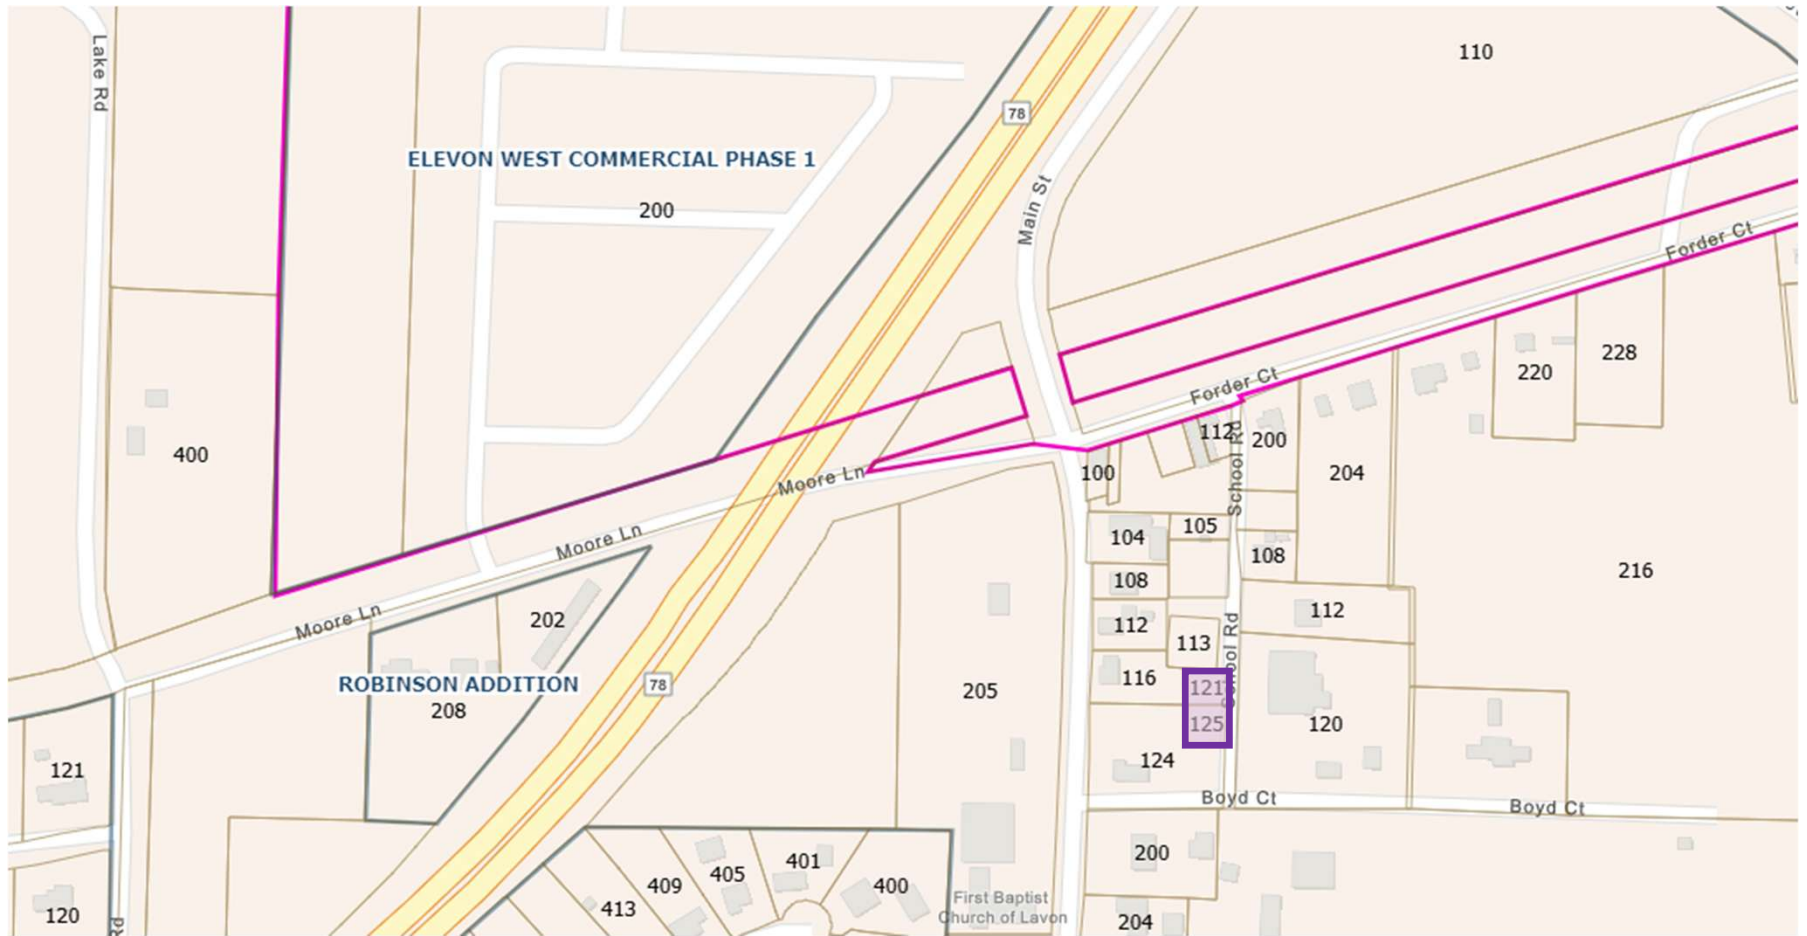 Lake Rd
110
78
ELEVON WEST COMMERCIAL PHASE 1
200
Main St
Forder Ct
228
220
Forder Ct
400
112
200
School Rd
204
100
Moore Ln
Moore Ln
104
105
108
108
216
Moore Ln
202
112
113
112
School Rd
ROBINSON ADDITION
208
78
205
116
121
125
120
124
121
Boyd Ct
Boyd Ct
200
401
405
409
400
413
First Baptist
Church of Lavon
120
204